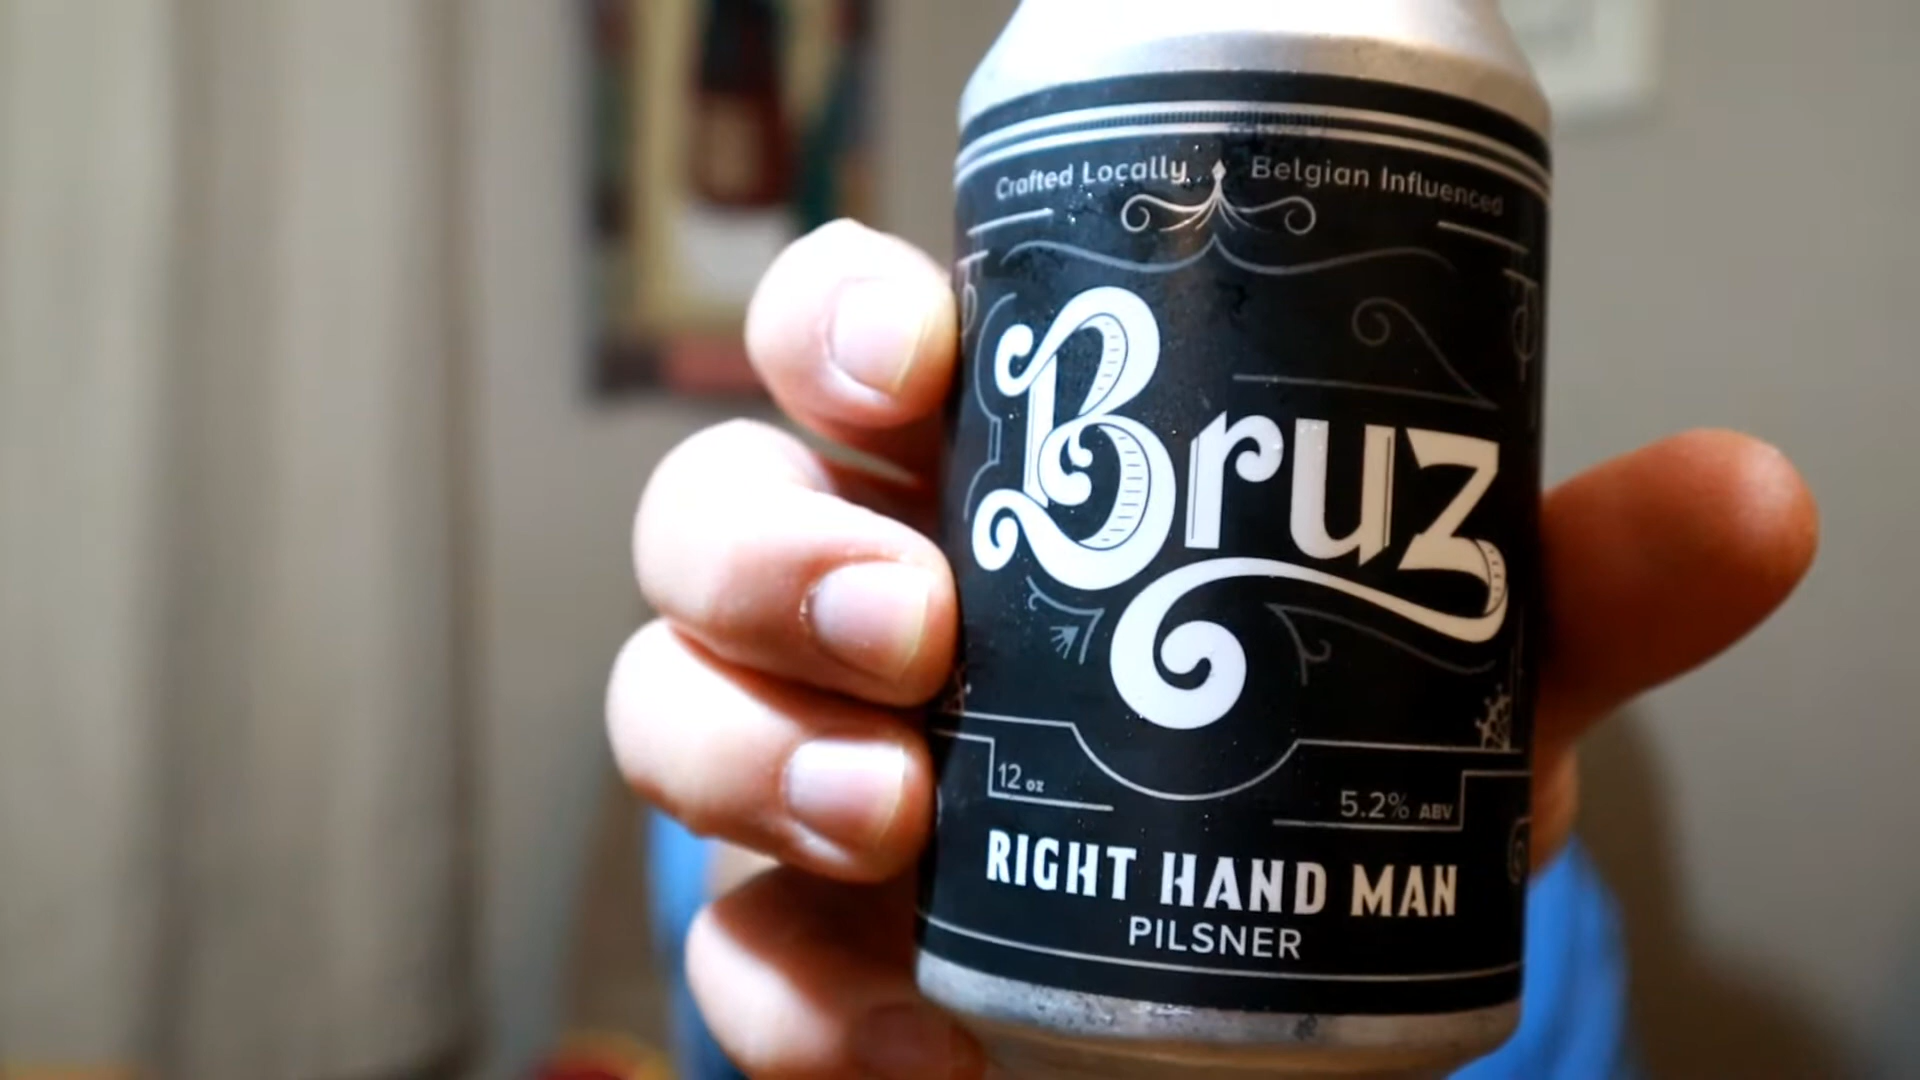 Crafted Locally Belgian Influenced
Bruz
12 oz
5.2% ABV
RIGHT HAND MAN
PILSNER